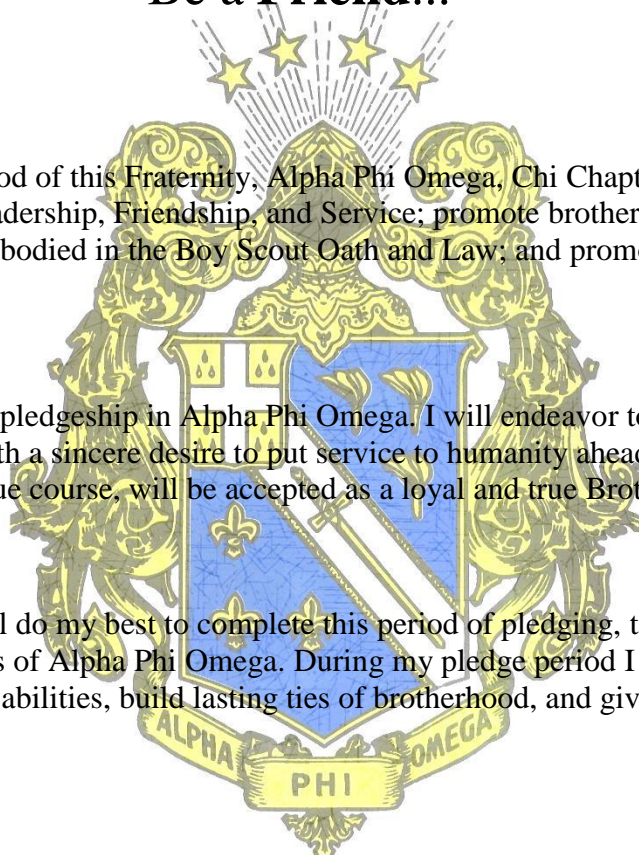 Be a Friend...
od of this Fraternity, Alpha Phi Omega, Chi Chapt
adership, Friendship, and Service; promote brother
bodied in the Boy Scout Oath and Law; and promo
pledgeship in Alpha Phi Omega. I will endeavor to
th a sincere desire to put service to humanity ahead
ue course, will be accepted as a loyal and true Brot
l do my best to complete this period of pledging, t
s of Alpha Phi Omega. During my pledge period I
abilities, build lasting ties of brotherhood, and giv
ALPHA PHI OMEGA